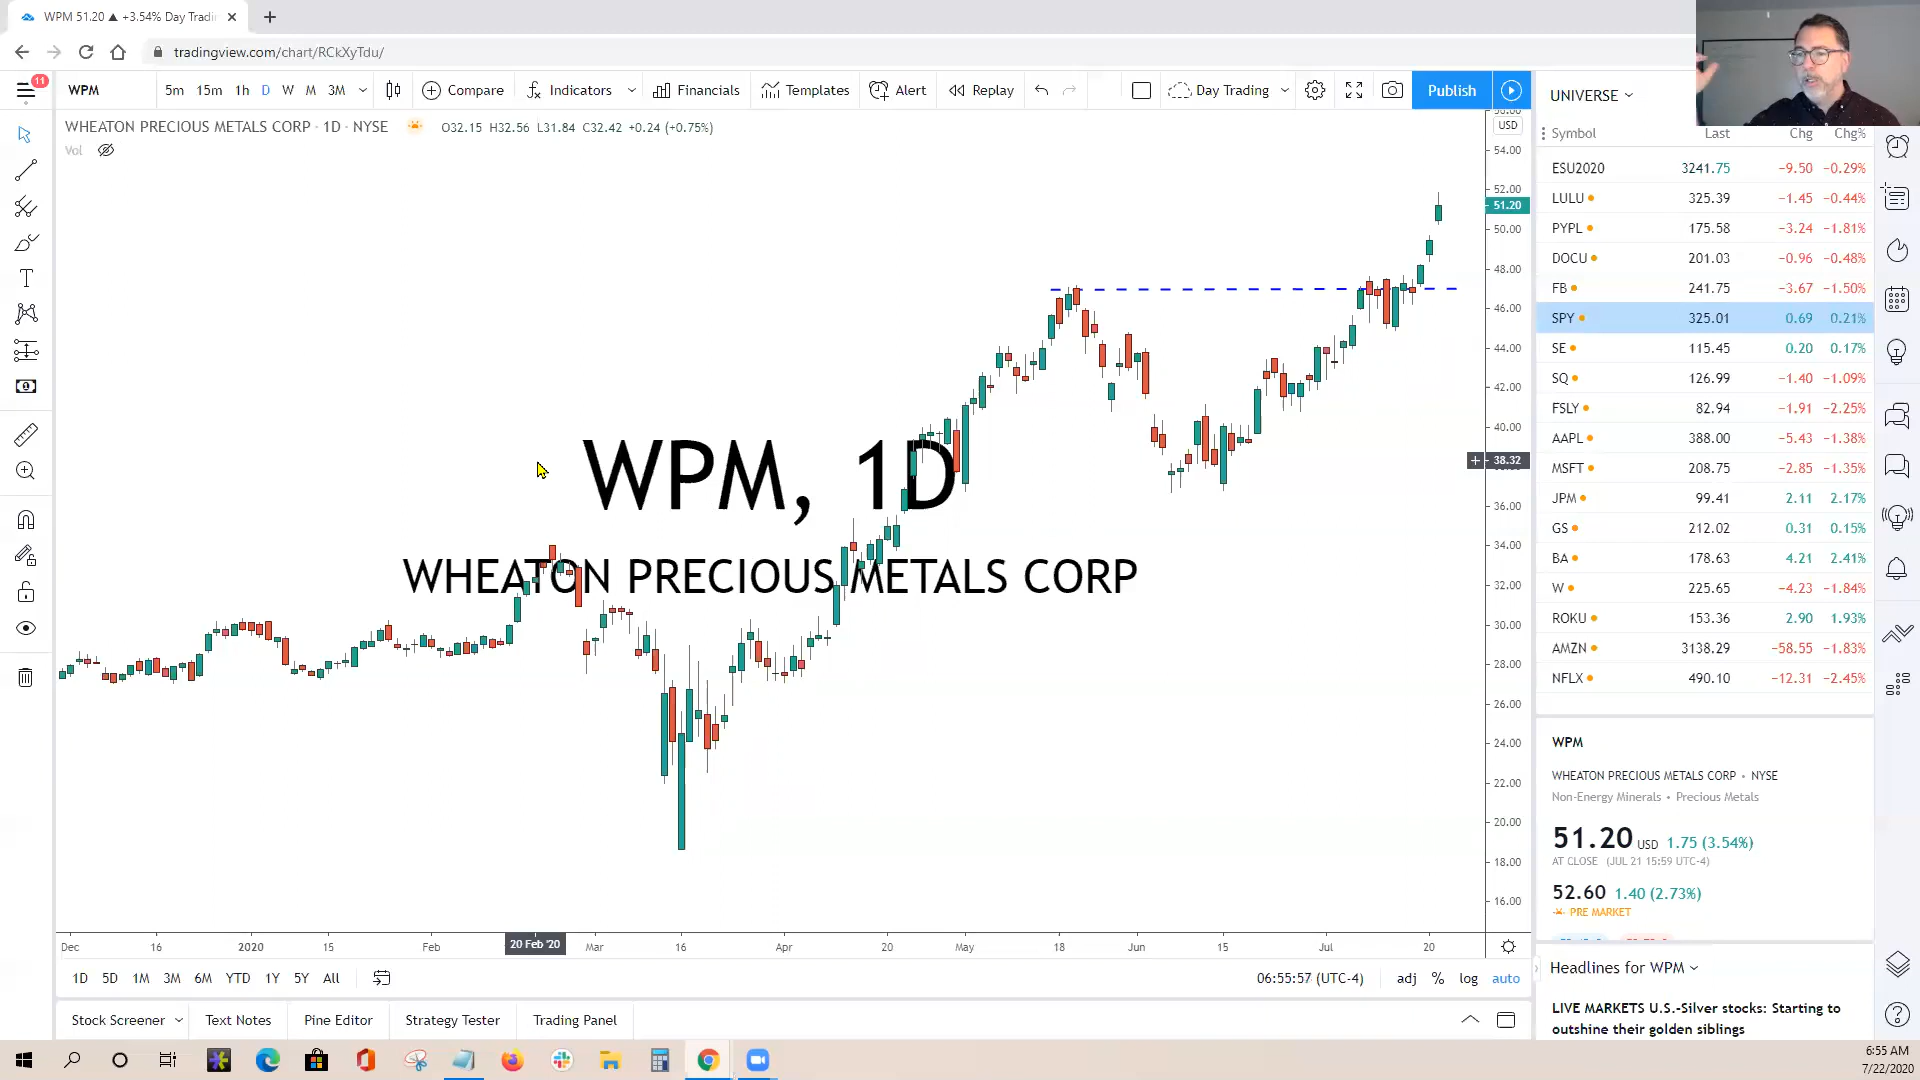 WPM 51.20 ▲ +3.54% Day Tradi
tradingview.com/chart/RCkXyTdu/
11
WPM 5m 15m 1h D W M 3M Compare Indicators Financials Templates Alert Replay Day Trading Publish
WHEATON PRECIOUS METALS CORP · 1D · NYSE O32.15 H32.56 L31.84 C32.42 +0.24 (+0.75%)
Vol
WPM, 1D
WHEATON PRECIOUS METALS CORP
USD
54.00
52.00
51.20
50.00
48.00
46.00
44.00
42.00
40.00
38.32
36.00
34.00
32.00
30.00
28.00
26.00
24.00
22.00
20.00
18.00
16.00
Dec 16 2020 15 Feb 20 Feb '20 Mar 16 Apr 20 May 18 Jun 15 Jul 20
1D 5D 1M 3M 6M YTD 1Y 5Y All 06:55:57 (UTC-4) adj % log auto
Stock Screener Text Notes Pine Editor Strategy Tester Trading Panel
UNIVERSE
Symbol Last Chg Chg%
ESU2020 3241.75 −9.50 −0.29%
LULU 325.39 −1.45 −0.44%
PYPL 175.58 −3.24 −1.81%
DOCU 201.03 −0.96 −0.48%
FB 241.75 −3.67 −1.50%
SPY 325.01 0.69 0.21%
SE 115.45 0.20 0.17%
SQ 126.99 −1.40 −1.09%
FSLY 82.94 −1.91 −2.25%
AAPL 388.00 −5.43 −1.38%
MSFT 208.75 −2.85 −1.35%
JPM 99.41 2.11 2.17%
GS 212.02 0.31 0.15%
BA 178.63 4.21 2.41%
W 225.65 −4.23 −1.84%
ROKU 153.36 2.90 1.93%
AMZN 3138.29 −58.55 −1.83%
NFLX 490.10 −12.31 −2.45%
WPM
WHEATON PRECIOUS METALS CORP • NYSE
Non-Energy Minerals • Precious Metals
51.20 USD 1.75 (3.54%)
AT CLOSE (JUL 21 15:59 UTC-4)
52.60 1.40 (2.73%)
PRE MARKET
Headlines for WPM
LIVE MARKETS U.S.-Silver stocks: Starting to
outshine their golden siblings
6:55 AM
7/22/2020